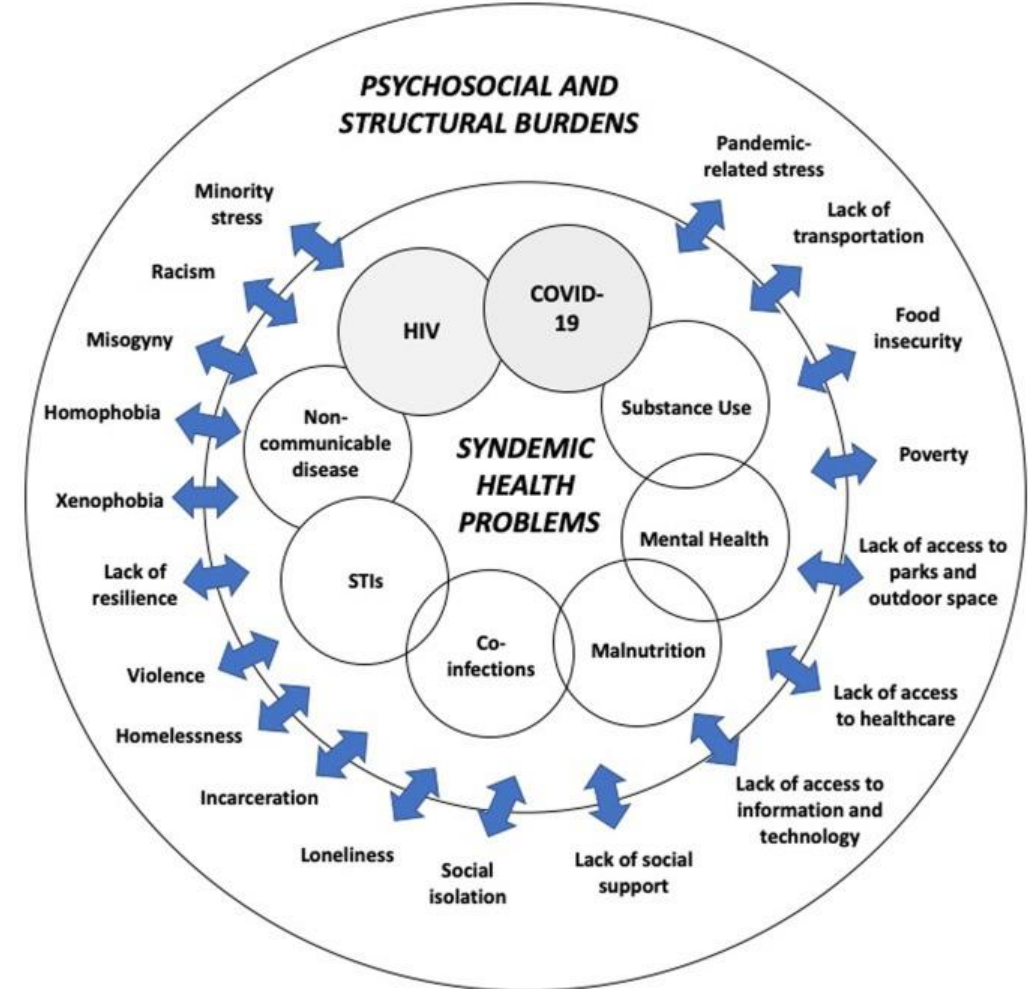 PSYCHOSOCIAL AND
STRUCTURAL BURDENS
Pandemic-
related stress
Lack of
transportation
Food
insecurity
Poverty
Lack of access to
parks and
outdoor space
Lack of access
to healthcare
Lack of access to
information and
technology
Lack of social
support
Social
isolation
Loneliness
Incarceration
Homelessness
Violence
Lack of
resilience
Xenophobia
Homophobia
Misogyny
Racism
Minority
stress
HIV
COVID-
19
Substance Use
Mental Health
Malnutrition
Co-
infections
STIs
Non-
communicable
disease
SYNDEMIC
HEALTH
PROBLEMS